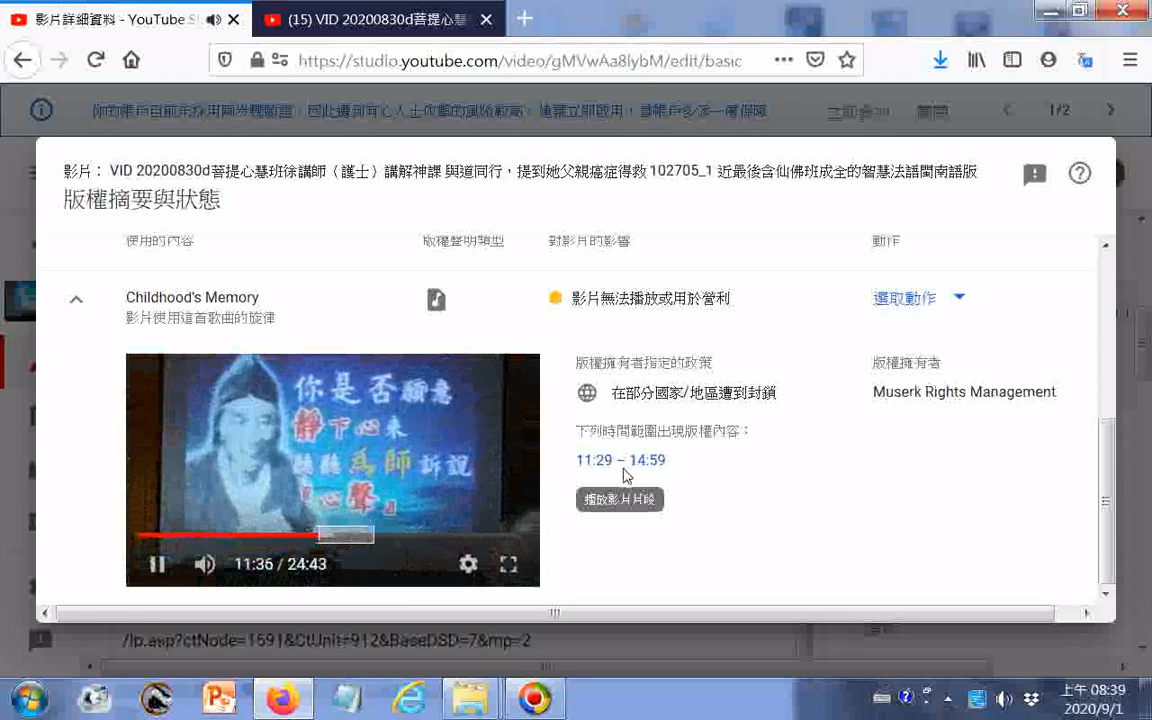 影片詳細資料 - YouTube S
(15) VID 20200830d菩提心慧
https://studio.youtube.com/video/gMVwAa8lybM/edit/basic
1/2
影片： VID 20200830d菩提心慧班徐講師（護士）講解神課 與道同行，提到她父親癌症得救 102705_1 近最後含仙佛班成全的智慧法語閩南語版
版權摘要與狀態
使用的內容 版權聲明類型 對影片的影響 動作
Childhood's Memory
影片使用這首歌曲的旋律
影片無法播放或用於營利
選取動作
版權擁有者指定的政策
版權擁有者
在部分國家/地區遭到封鎖
Muserk Rights Management
下列時間範圍出現版權內容：
11:29 – 14:59
播放影片片段
你是否願意
靜下心來
聽聽為師訴說
『心聲』
11:36 / 24:43
/lp.asp?ctNode=1691&CtUnit=912&BaseDSD=7&mp=2
上午 08:39
2020/9/1